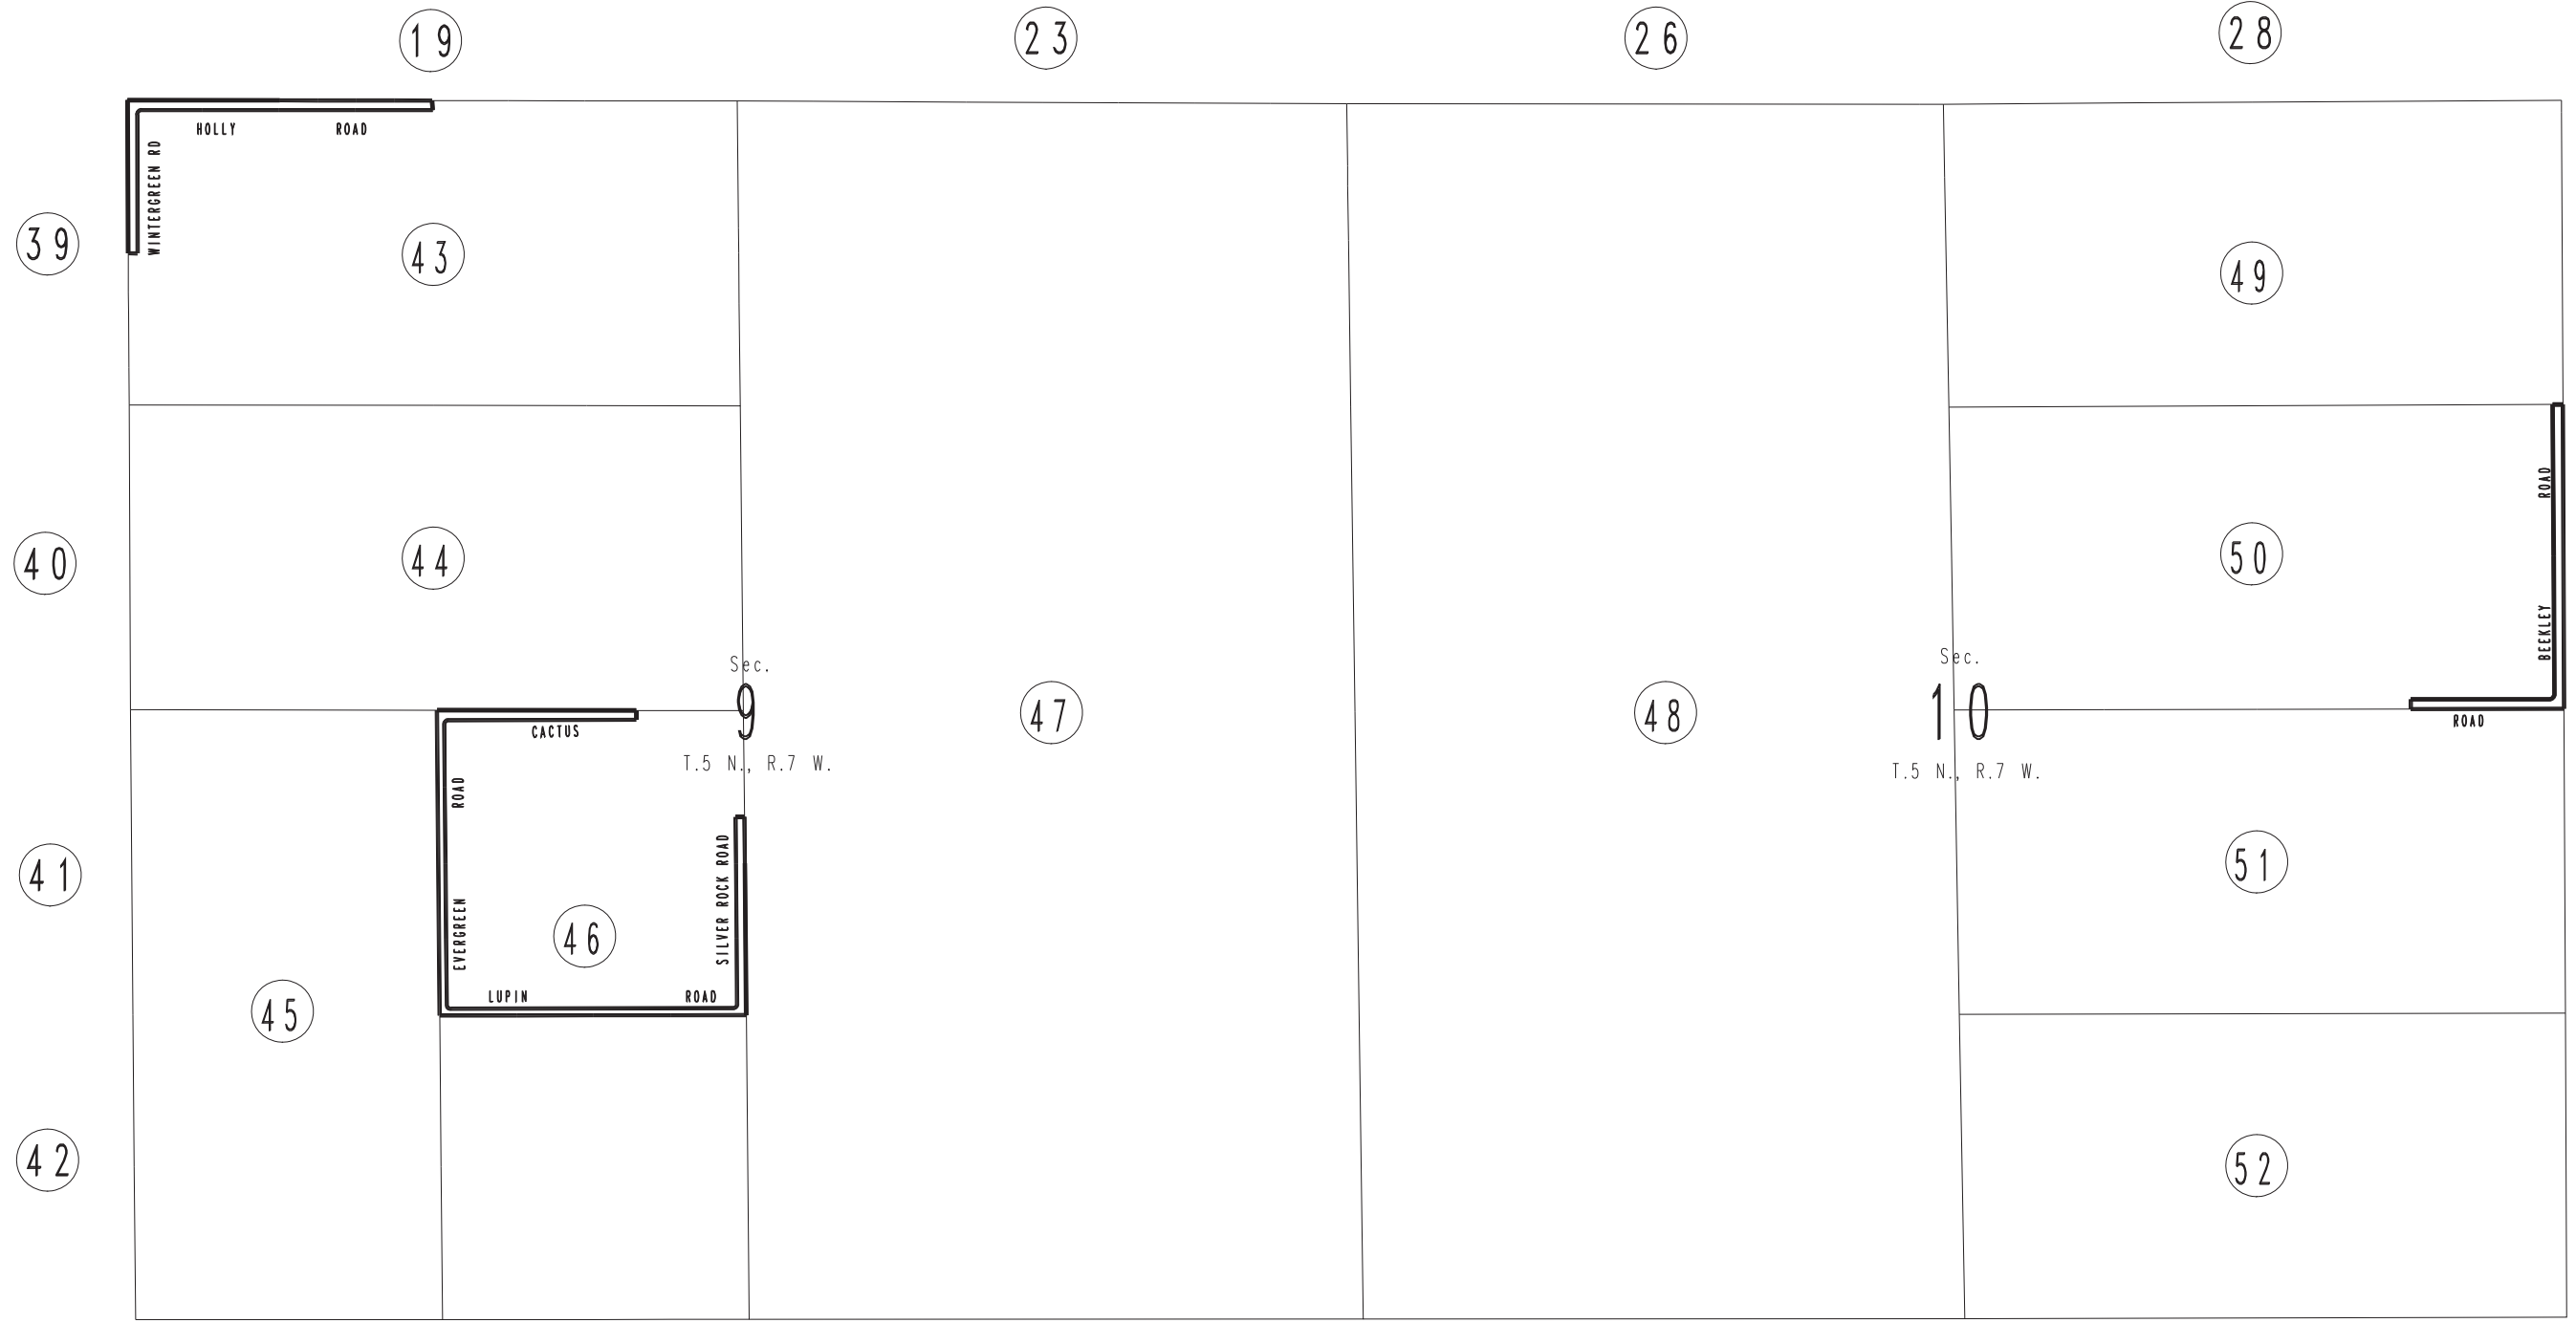 19
23
26
28
HOLLY ROAD
WINTERGREEN RD
39
43
49
40
44
50
ROAD
BEEKLEY
Sec.
9
T.5 N., R.7 W.
47
48
Sec.
10
T.5 N., R.7 W.
ROAD
CACTUS
ROAD
EVERGREEN
SILVER ROCK ROAD
46
LUPIN ROAD
41
45
51
42
52